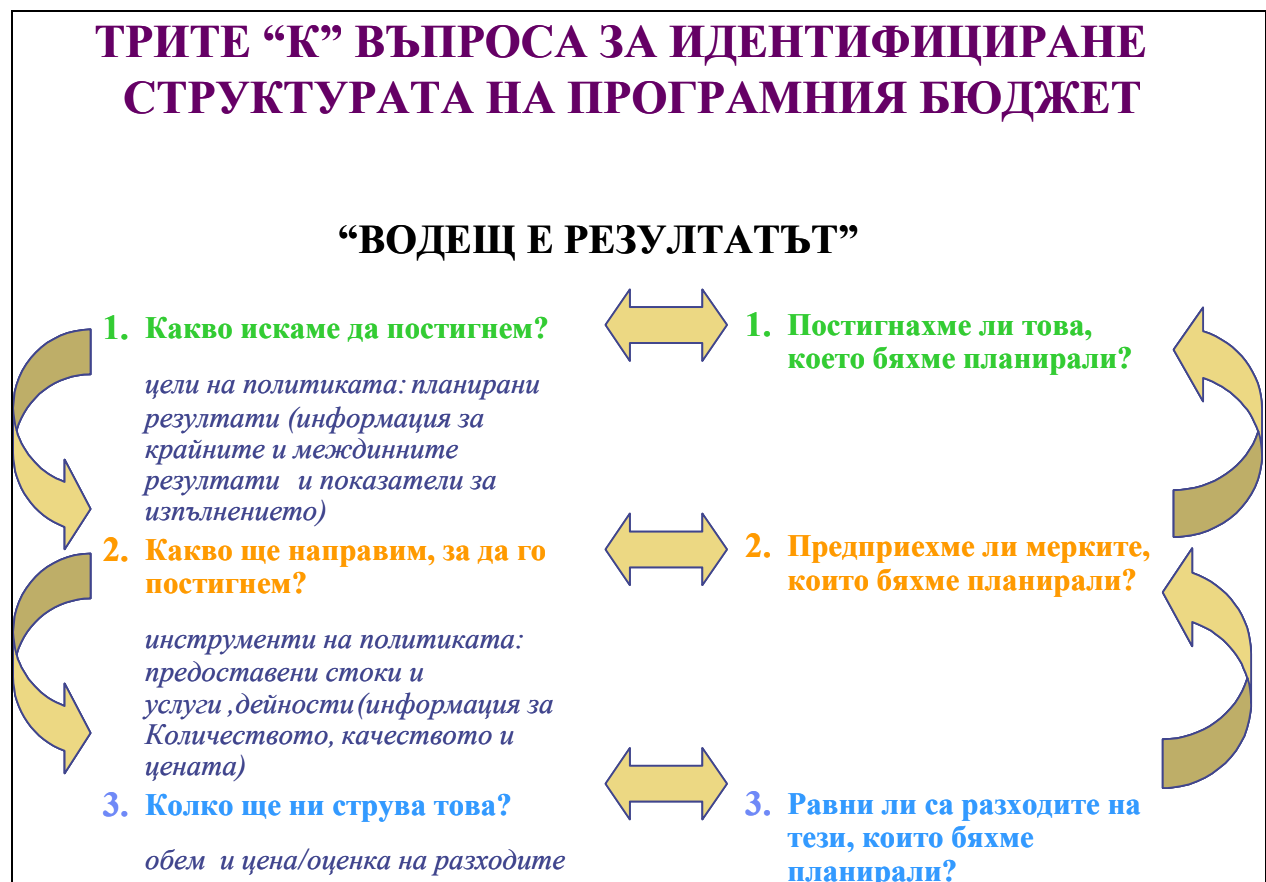 ТРИТЕ “К” ВЪПРОСА ЗА ИДЕНТИФИЦИРАНЕ
СТРУКТУРАТА НА ПРОГРАМНИЯ БЮДЖЕТ
“ВОДЕЩ Е РЕЗУЛТАТЪТ”
1. Какво искаме да постигнем?
цели на политиката: планирани
резултати (информация за
крайните и междинните
резултати и показатели за
изпълнението)
2. Какво ще направим, за да го
постигнем?
инструменти на политиката:
предоставени стоки и
услуги ,дейности (информация за
Количеството, качеството и
цената)
3. Колко ще ни струва това?
обем и цена/оценка на разходите
1. Постигнахме ли това,
което бяхме планирали?
2. Предприехме ли мерките,
които бяхме планирали?
3. Равни ли са разходите на
тези, които бяхме
планирали?